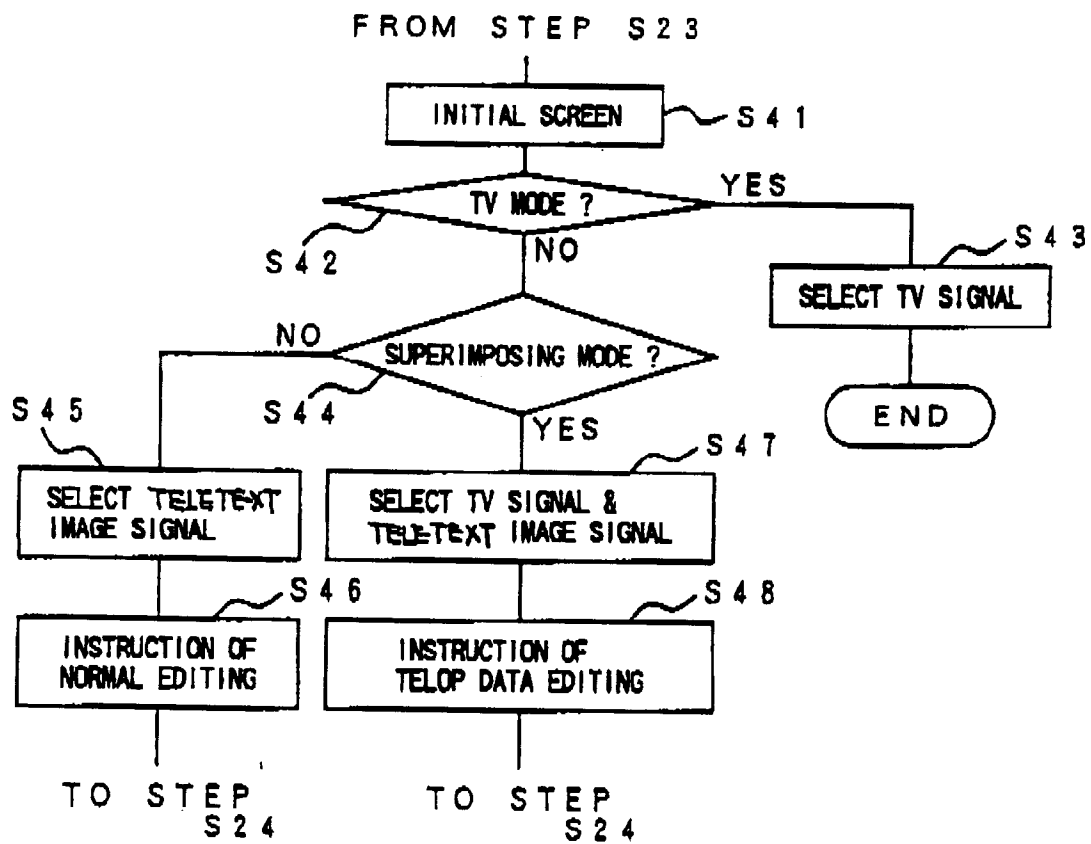 FROM STEP S23
INITIAL SCREEN
S41
TV MODE ?
YES
S42
NO
S43
SELECT TV SIGNAL
END
SUPERIMPOSING MODE ?
NO
S44
YES
S45
SELECT TELETEXT
IMAGE SIGNAL
S47
SELECT TV SIGNAL &
TELETEXT IMAGE SIGNAL
S46
INSTRUCTION OF
NORMAL EDITING
S48
INSTRUCTION OF
TELOP DATA EDITING
TO STEP
S24
TO STEP
S24